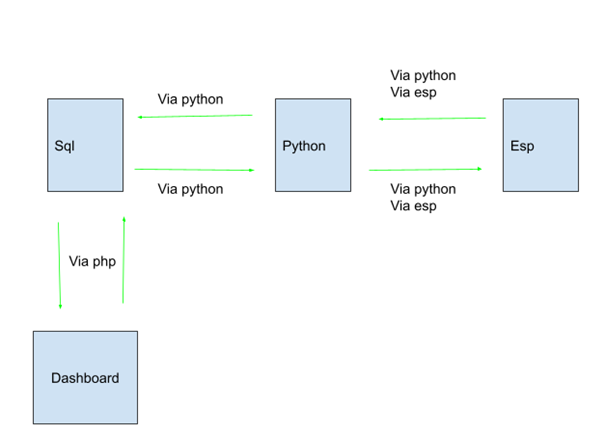 Via python
Via esp
Via python
Sql
Python
Esp
Via python
Via python
Via esp
Via php
Dashboard